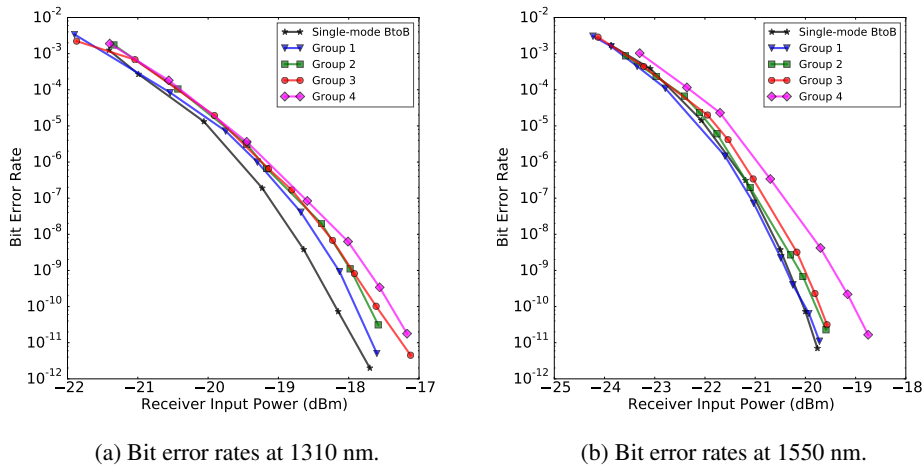 10^-2
10^-3
10^-4
10^-5
10^-6
10^-7
10^-8
10^-9
10^-10
10^-11
10^-12
Bit Error Rate
Single-mode BtoB
Group 1
Group 2
Group 3
Group 4
−22 −21 −20 −19 −18 −17
Receiver Input Power (dBm)
(a) Bit error rates at 1310 nm.
10^-2
10^-3
10^-4
10^-5
10^-6
10^-7
10^-8
10^-9
10^-10
10^-11
10^-12
Bit Error Rate
Single-mode BtoB
Group 1
Group 2
Group 3
Group 4
−25 −24 −23 −22 −21 −20 −19 −18
Receiver Input Power (dBm)
(b) Bit error rates at 1550 nm.